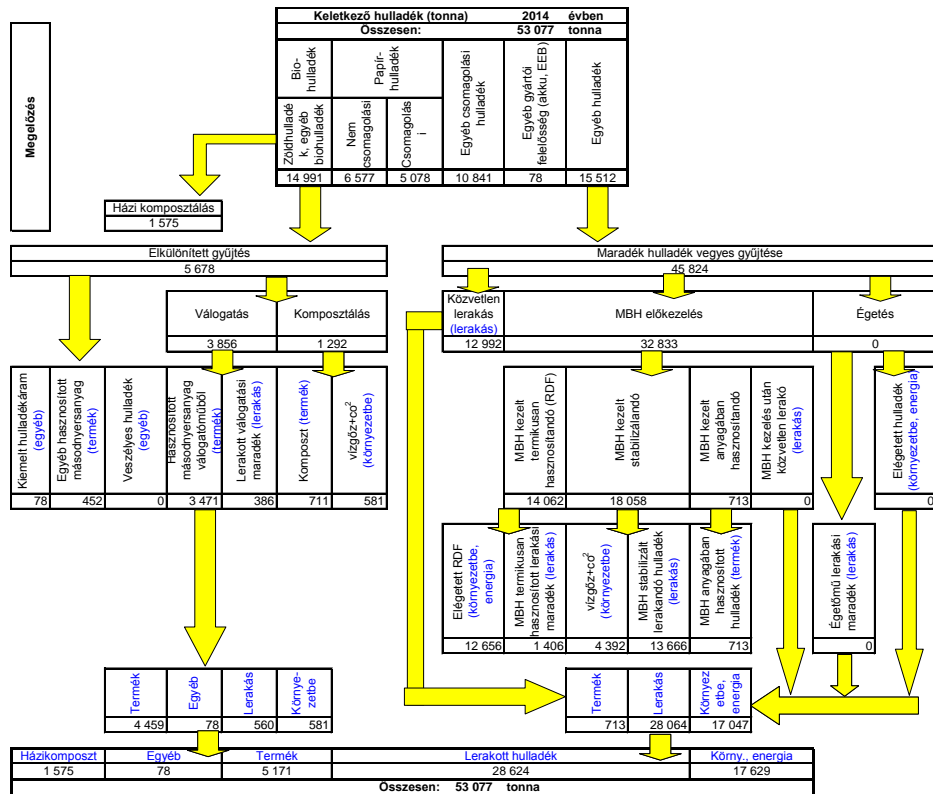 Keletkező hulladék (tonna) 2014 évben
Összesen: 53 077 tonna
Megelőzés
Bio-
hulladék
Papír-
hulladék
Zöldhulladé
k, egyéb
biohulladék
Nem
csomagolási
Csomagolás
i
Egyéb csomagolási
hulladék
Egyéb gyártói
felelősség (akku, EEB)
Egyéb hulladék
14 991 6 577 5 078 10 841 78 15 512
Házi komposztálás
1 575
Elkülönített gyűjtés
5 678
Maradék hulladék vegyes gyűjtése
45 824
Válogatás
3 856
Komposztálás
1 292
Közvetlen
lerakás
(lerakás)
12 992
MBH előkezelés
32 833
Égetés
0
Kiemelt hulladékáram
(egyéb)
78
Egyéb hasznosított
másodnyersanyag
(termék)
452
Veszélyes hulladék
(egyéb)
0
Hasznosított
másodnyersanyag
válogatóműből
(termék)
3 471
Lerakott válogatási
maradék (lerakás)
386
Komposzt (termék)
711
vízgőz+co²
(környezetbe)
581
MBH kezelt
termikusan
hasznosítandó (RDF)
14 062
MBH kezelt
stabilizálandó
18 058
MBH kezelt
anyagában
hasznosítandó
713
MBH kezelés után
közvetlen lerakó
(lerakás)
0
Elégetett hulladék
(környezetbe, energia)
0
Elégetett RDF
(környezetbe,
energia)
12 656
MBH termikusan
hasznosított lerakási
maradék (lerakás)
1 406
vízgőz+co²
(környezetbe)
4 392
MBH stabilizált
lerakandó hulladék
(lerakás)
13 666
MBH anyagában
hasznosított
hulladék (termék)
713
Égetőmű lerakási
maradék (lerakás)
0
Termék
4 459
Egyéb
78
Lerakás
560
Környe-
zetbe
581
Termék
713
Lerakás
28 064
Környez
etbe,
energia
17 047
Házikomposzt Egyéb Termék Lerakott hulladék Körny., energia
1 575 78 5 171 28 624 17 629
Összesen: 53 077 tonna